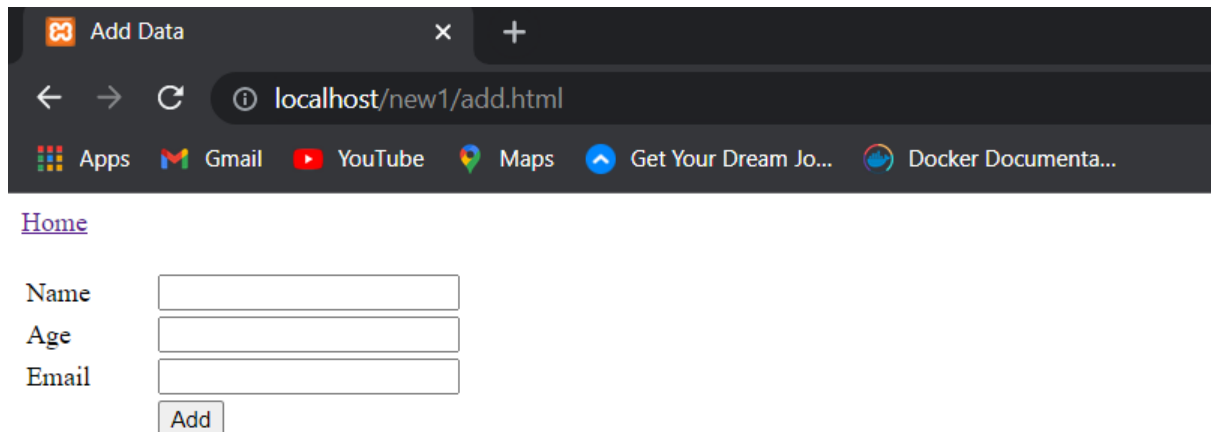 Add Data
localhost/new1/add.html
Apps Gmail YouTube Maps Get Your Dream Jo... Docker Documenta...
Home
Name
Age
Email
Add